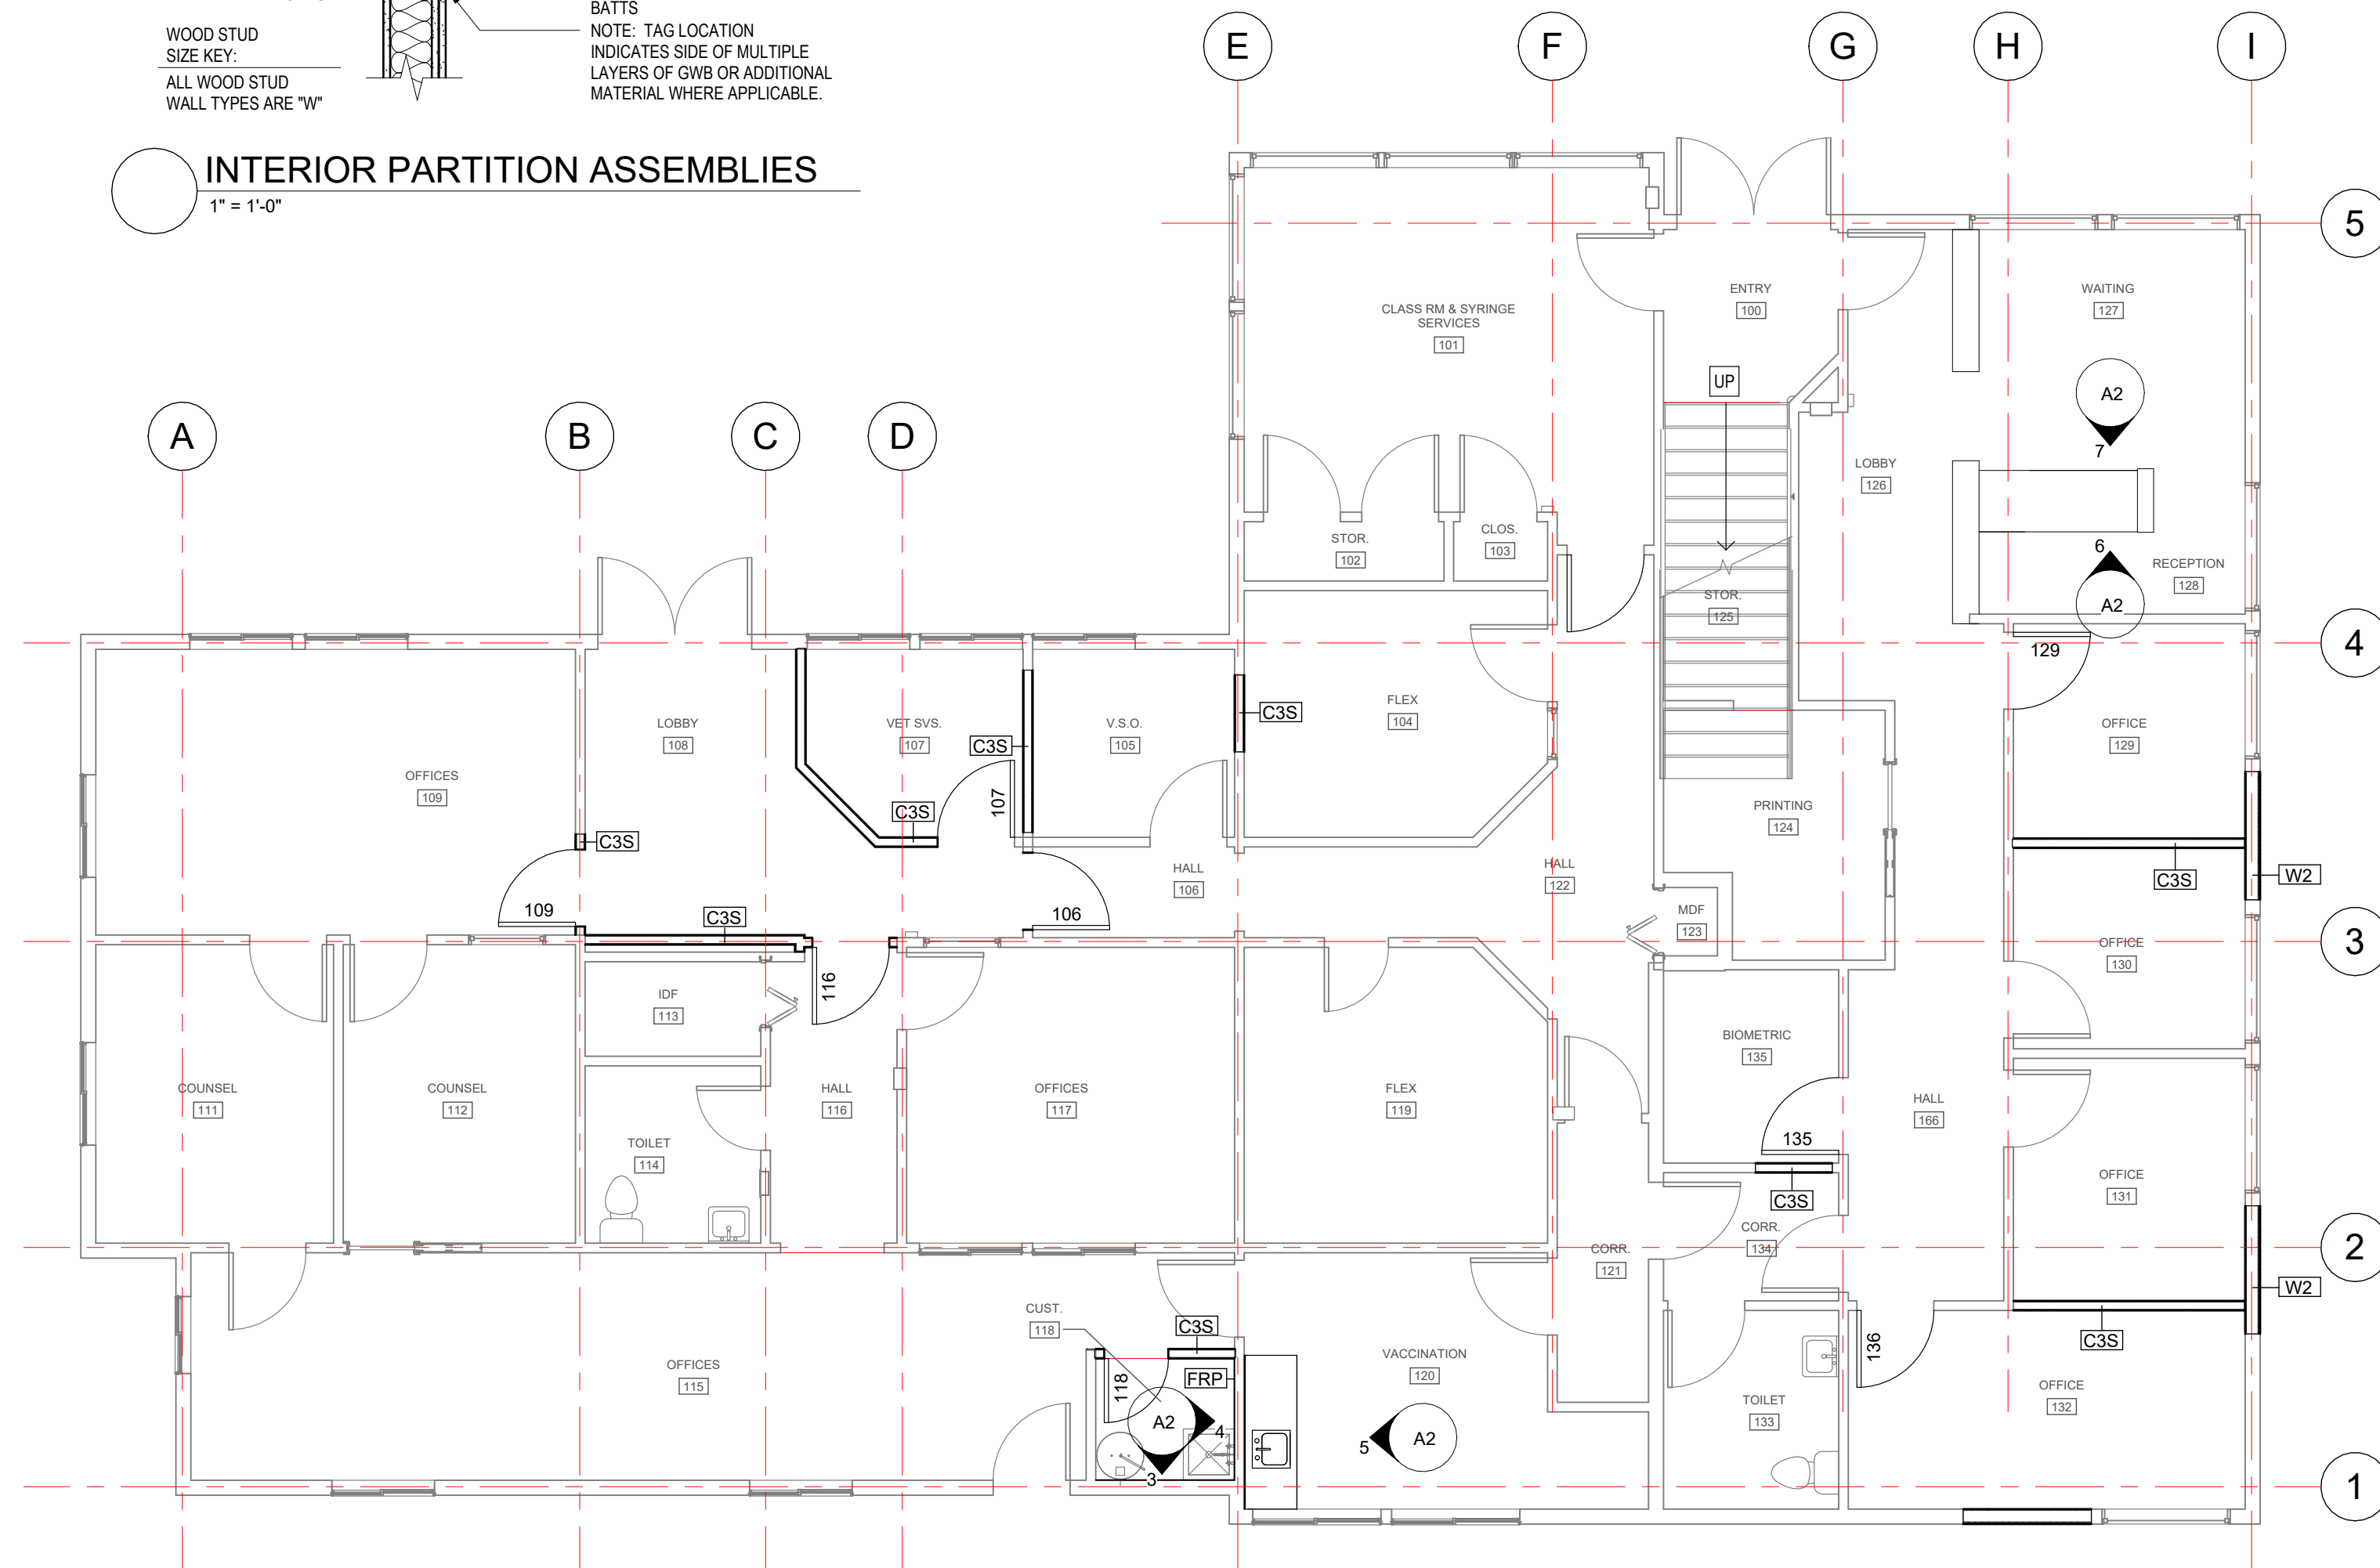 BATTS
NOTE: TAG LOCATION
INDICATES SIDE OF MULTIPLE
LAYERS OF GWB OR ADDITIONAL
MATERIAL WHERE APPLICABLE.
WOOD STUD
SIZE KEY:
ALL WOOD STUD
WALL TYPES ARE "W"
INTERIOR PARTITION ASSEMBLIES
1" = 1'-0"
E
F
G
H
I
5
CLASS RM & SYRINGE
SERVICES
101
ENTRY
100
WAITING
127
UP
A2
7
A
B
C
D
LOBBY
126
STOR.
102
CLOS.
103
6
A2
RECEPTION
128
STOR.
125
4
129
OFFICES
109
LOBBY
108
VET SVS.
107
C3S
V.S.O.
105
C3S
FLEX
104
OFFICE
129
C3S
107
C3S
PRINTING
124
HALL
106
HALL
122
C3S
W2
109
C3S
106
MDF
123
OFFICE
130
3
IDF
113
116
BIOMETRIC
135
COUNSEL
111
COUNSEL
112
HALL
116
OFFICES
117
FLEX
119
HALL
166
TOILET
114
135
C3S
OFFICE
131
CORR.
134
CORR.
121
2
W2
CUST.
118
C3S
FRP
118
A2
4
3
OFFICES
115
VACCINATION
120
5
A2
136
C3S
TOILET
133
OFFICE
132
1